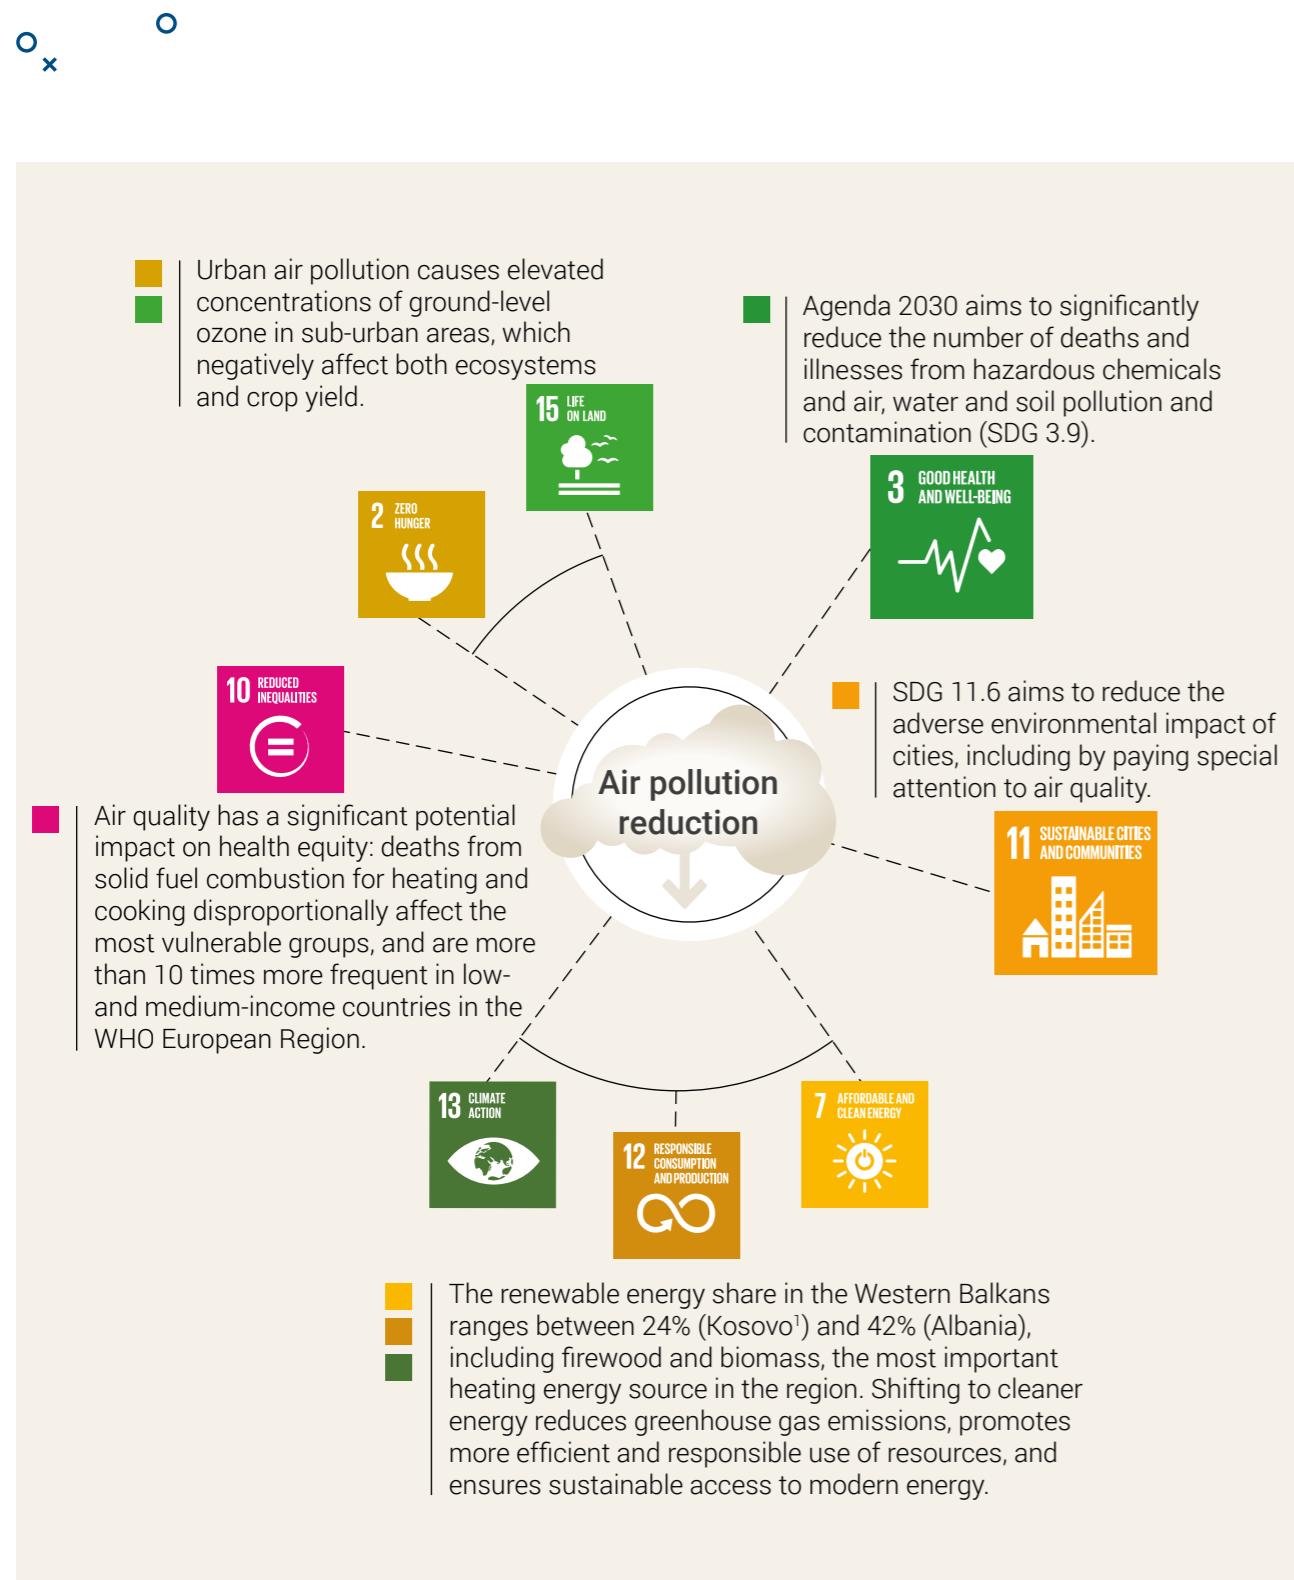 Urban air pollution causes elevated
concentrations of ground-level
ozone in sub-urban areas, which
negatively affect both ecosystems
and crop yield.
Agenda 2030 aims to significantly
reduce the number of deaths and
illnesses from hazardous chemicals
and air, water and soil pollution and
contamination (SDG 3.9).
15 LIFE
ON LAND
3 GOOD HEALTH
AND WELL-BEING
2 ZERO
HUNGER
10 REDUCED
INEQUALITIES
SDG 11.6 aims to reduce the
adverse environmental impact of
cities, including by paying special
attention to air quality.
Air pollution
reduction
11 SUSTAINABLE CITIES
AND COMMUNITIES
Air quality has a significant potential
impact on health equity: deaths from
solid fuel combustion for heating and
cooking disproportionally affect the
most vulnerable groups, and are more
than 10 times more frequent in low-
and medium-income countries in the
WHO European Region.
13 CLIMATE
ACTION
12 RESPONSIBLE
CONSUMPTION
AND PRODUCTION
7 AFFORDABLE AND
CLEAN ENERGY
The renewable energy share in the Western Balkans
ranges between 24% (Kosovo¹) and 42% (Albania),
including firewood and biomass, the most important
heating energy source in the region. Shifting to cleaner
energy reduces greenhouse gas emissions, promotes
more efficient and responsible use of resources, and
ensures sustainable access to modern energy.